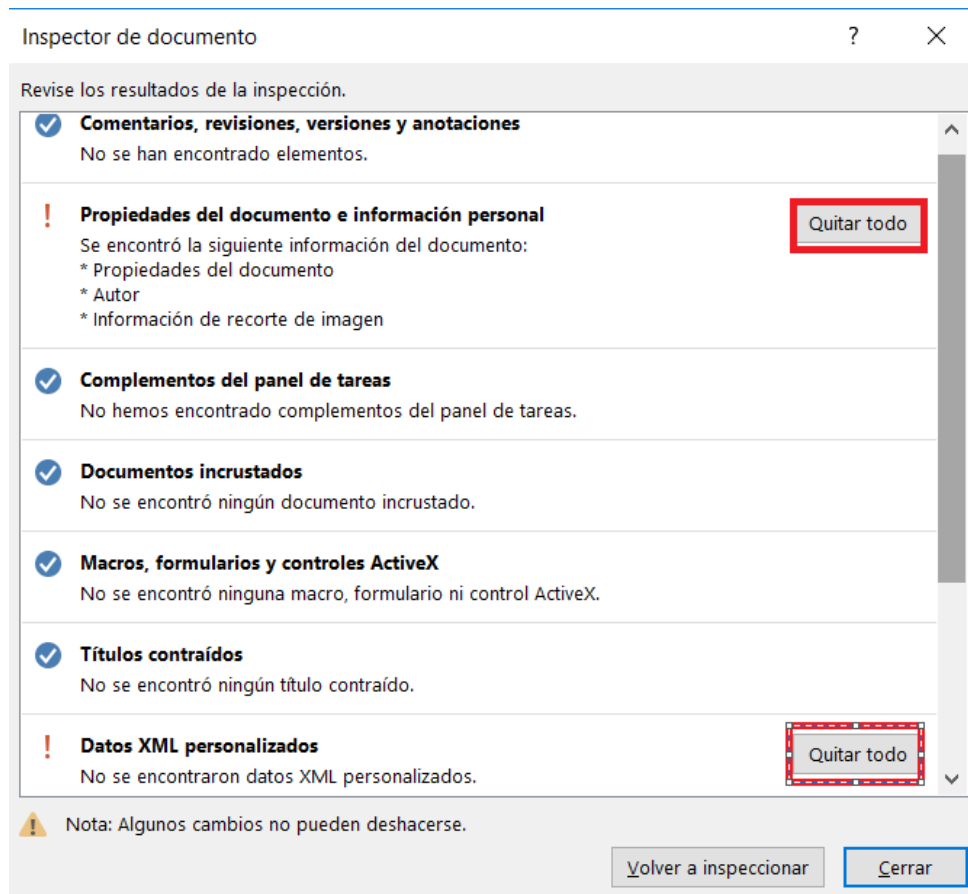 Inspector de documento
?
Revise los resultados de la inspección.
Comentarios, revisiones, versiones y anotaciones
No se han encontrado elementos.
! Propiedades del documento e información personal
Quitar todo
Se encontró la siguiente información del documento:
* Propiedades del documento
* Autor
* Información de recorte de imagen
Complementos del panel de tareas
No hemos encontrado complementos del panel de tareas.
Documentos incrustados
No se encontró ningún documento incrustado.
Macros, formularios y controles ActiveX
No se encontró ninguna macro, formulario ni control ActiveX.
Títulos contraídos
No se encontró ningún título contraído.
! Datos XML personalizados
Quitar todo
No se encontraron datos XML personalizados.
Nota: Algunos cambios no pueden deshacerse.
Volver a inspeccionar
Cerrar